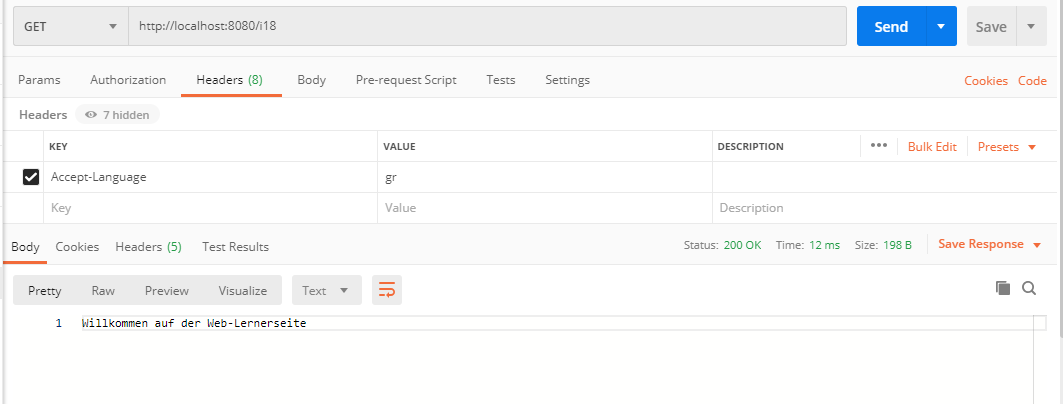 GET http://localhost:8080/i18 Send Save
Params Authorization Headers (8) Body Pre-request Script Tests Settings Cookies Code
Headers 7 hidden
KEY VALUE DESCRIPTION ••• Bulk Edit Presets
Accept-Language gr
Key Value Description
Body Cookies Headers (5) Test Results Status: 200 OK Time: 12 ms Size: 198 B Save Response
Pretty Raw Preview Visualize Text
1 Willkommen auf der Web-Lernerseite